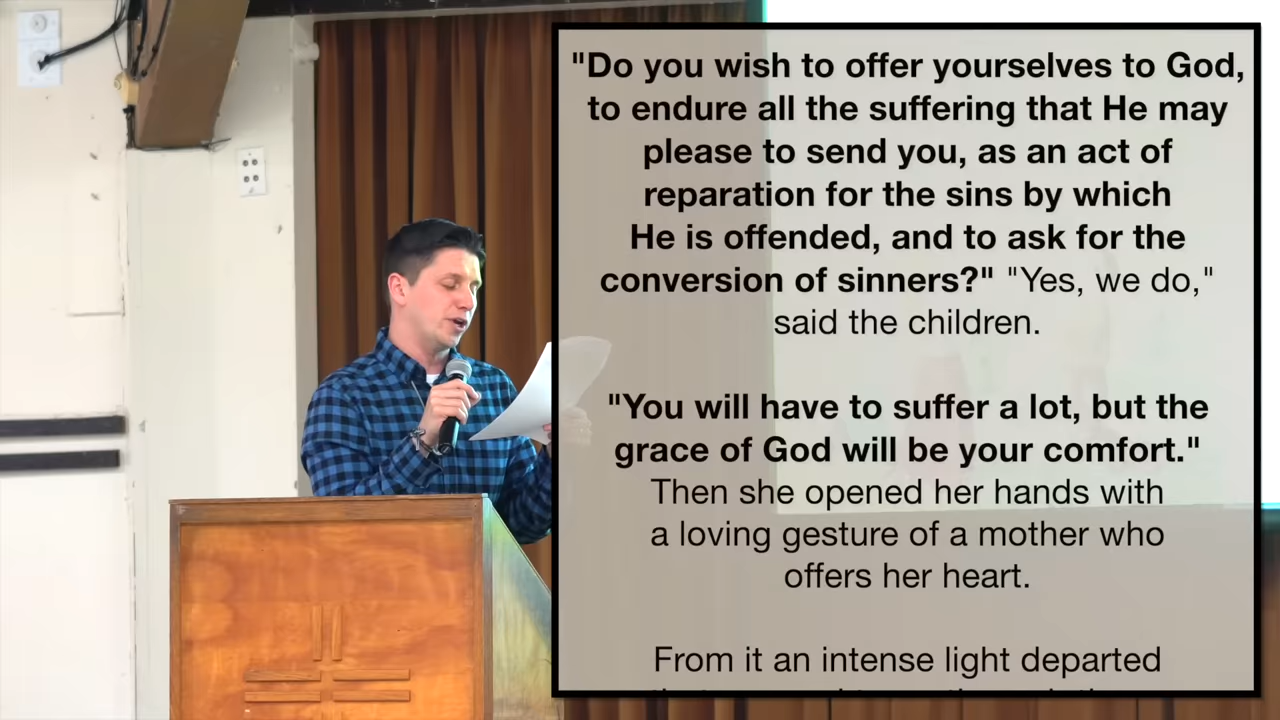 "Do you wish to offer yourselves to God,
to endure all the suffering that He may
please to send you, as an act of
reparation for the sins by which
He is offended, and to ask for the
conversion of sinners?" "Yes, we do,"
said the children.
"You will have to suffer a lot, but the
grace of God will be your comfort."
Then she opened her hands with
a loving gesture of a mother who
offers her heart.
From it an intense light departed